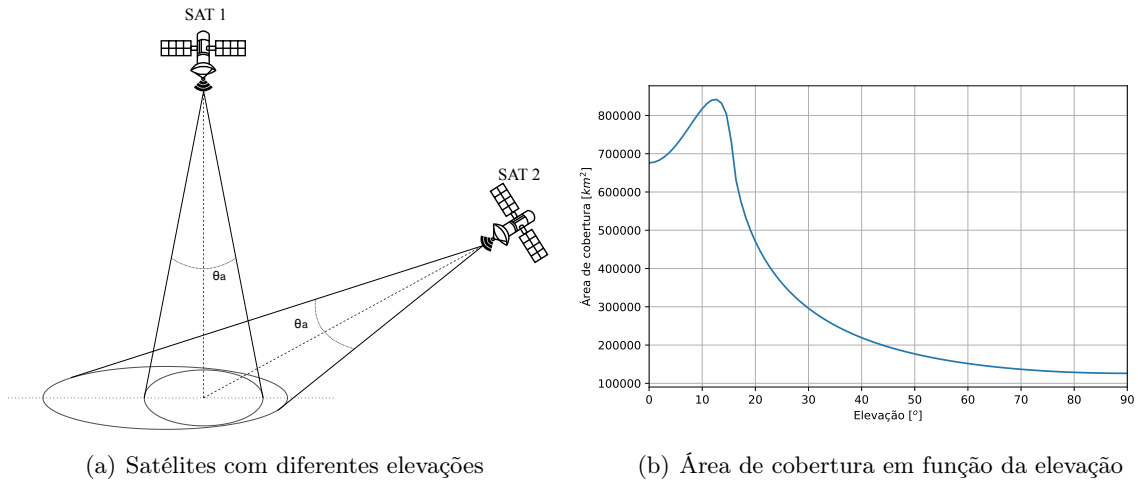 SAT 1
SAT 2
θa
θa
(a) Satélites com diferentes elevações
Área de cobertura [km²]
800000
700000
600000
500000
400000
300000
200000
100000
0 10 20 30 40 50 60 70 80 90
Elevação [º]
(b) Área de cobertura em função da elevação